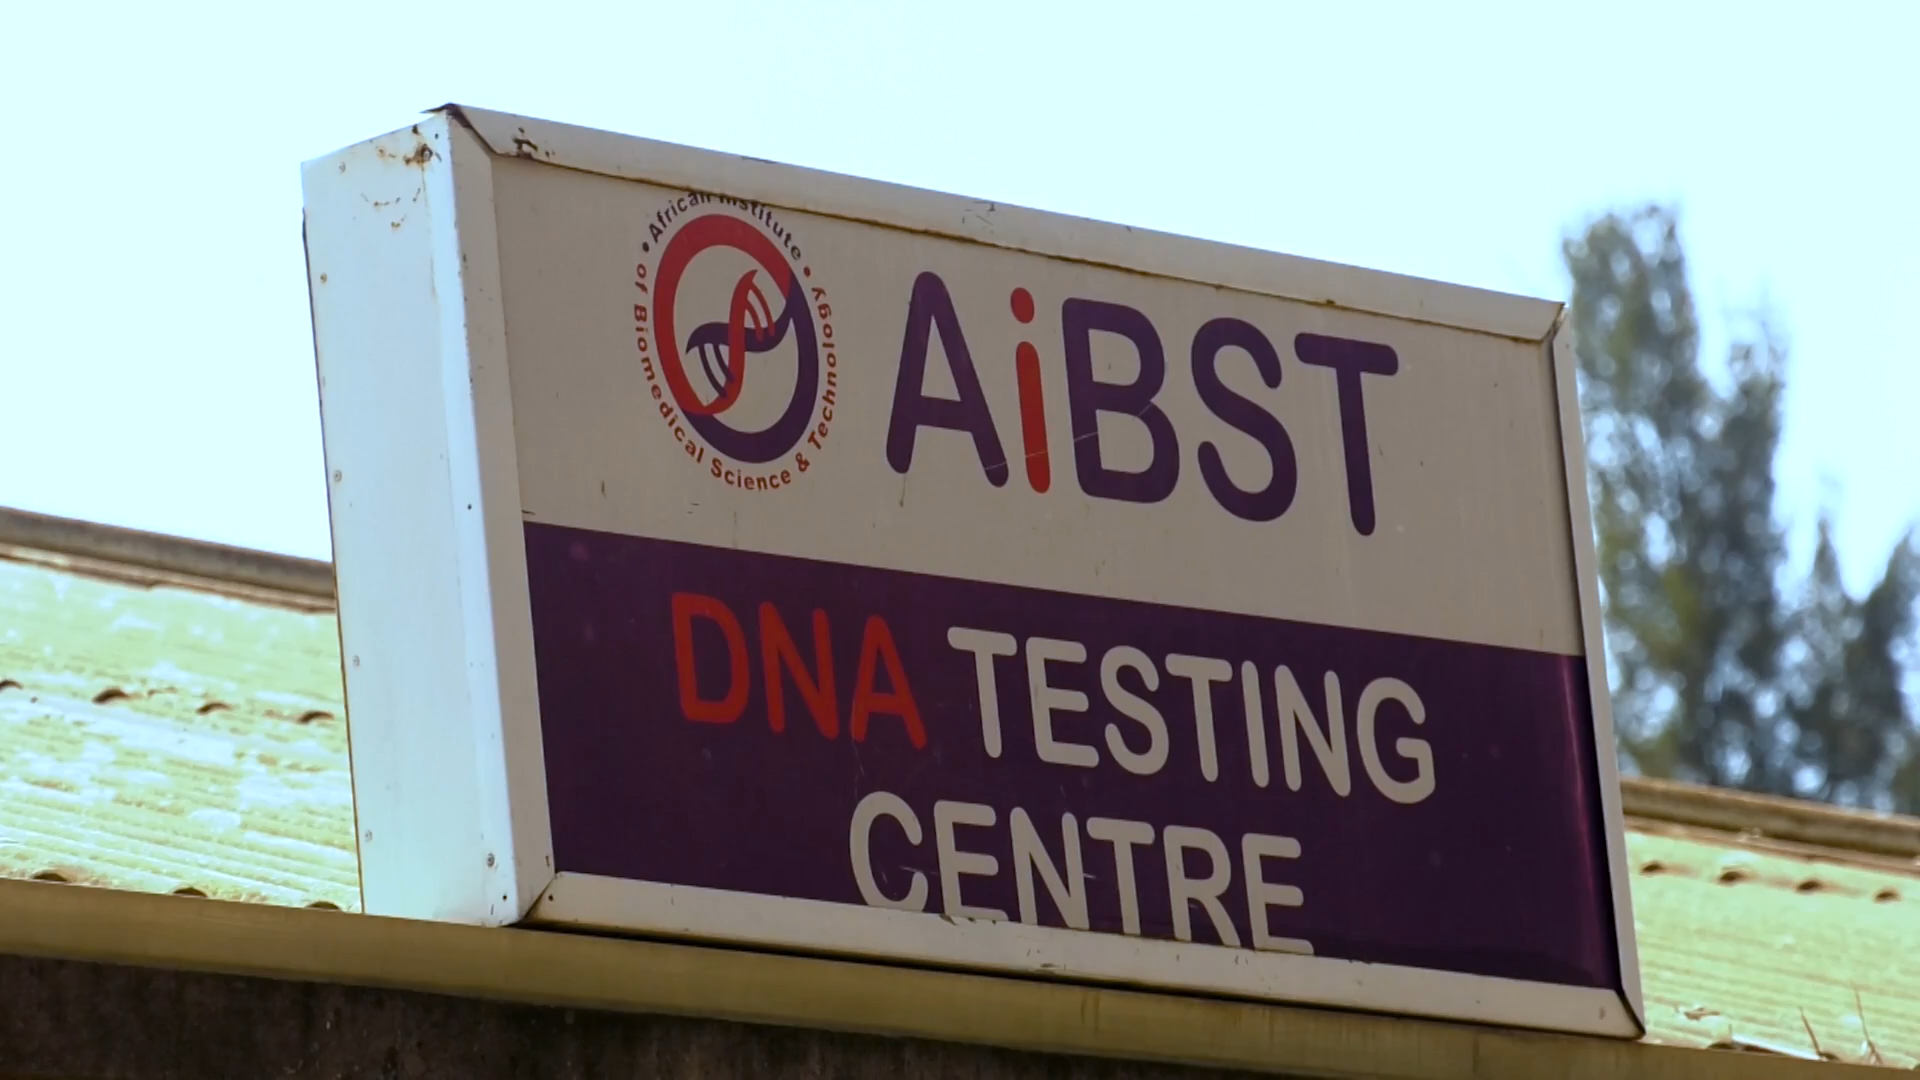 • African Institute •
of Biomedical Science & Technology
AiBST
DNA TESTING
CENTRE